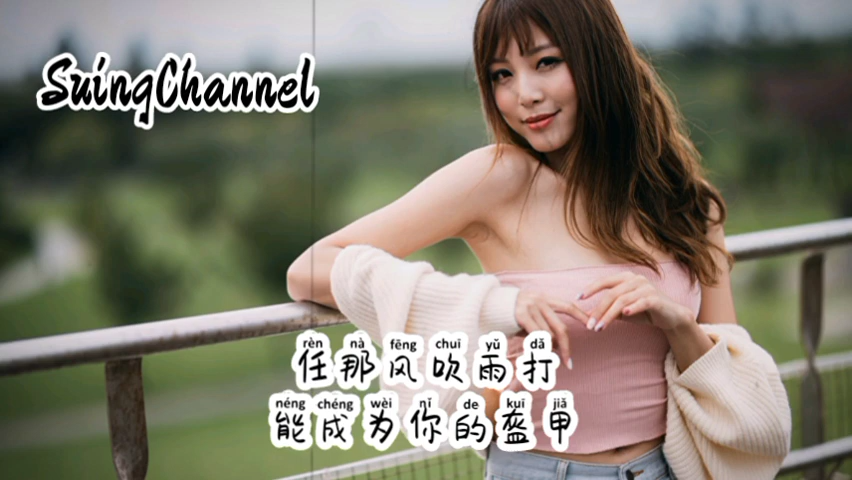 SuingChannel
rèn nà fēng chuī yǔ dǎ
任那风吹雨打
néng chéng wèi nǐ de kuī jiǎ
能成为你的盔甲